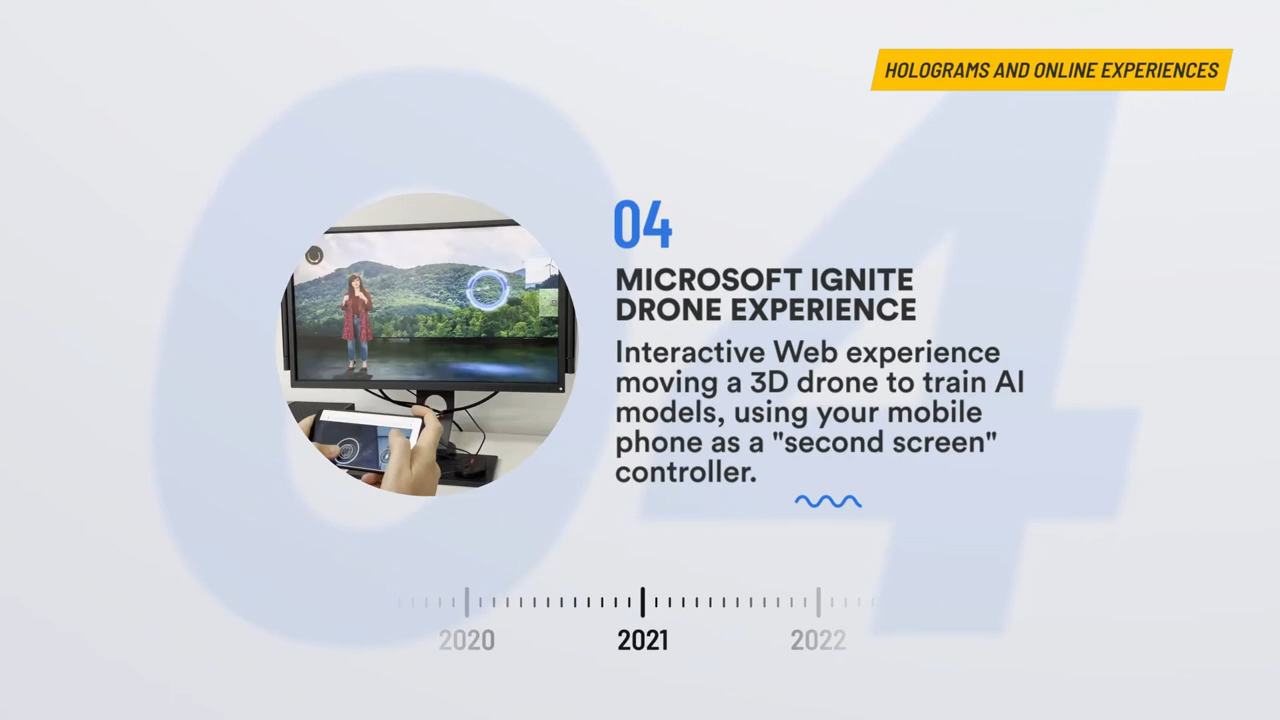 HOLOGRAMS AND ONLINE EXPERIENCES
04
MICROSOFT IGNITE
DRONE EXPERIENCE
Interactive Web experience
moving a 3D drone to train AI
models, using your mobile
phone as a "second screen"
controller.
2020 2021 2022